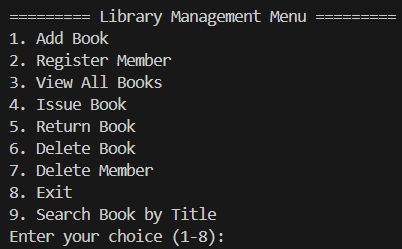 ========= Library Management Menu =========
1. Add Book
2. Register Member
3. View All Books
4. Issue Book
5. Return Book
6. Delete Book
7. Delete Member
8. Exit
9. Search Book by Title
Enter your choice (1-8):